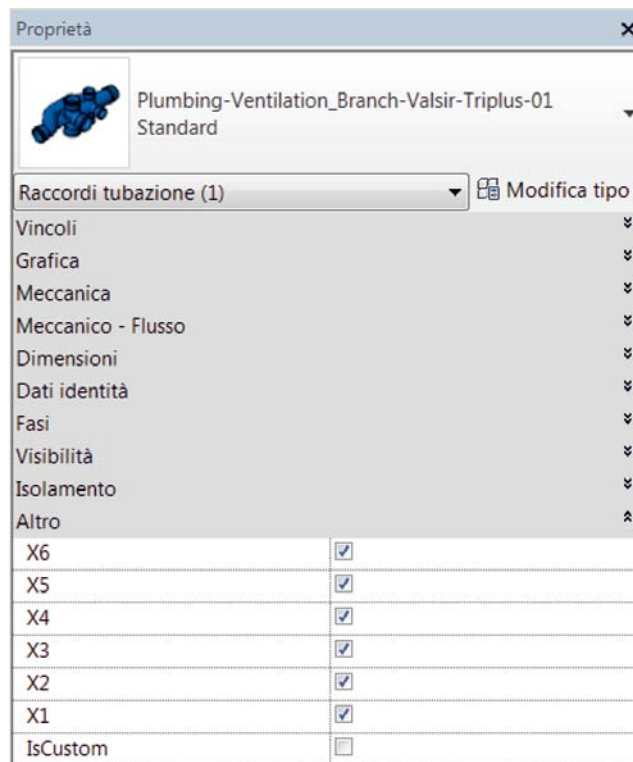 Proprietà
Plumbing-Ventilation_Branch-Valsir-Triplus-01
Standard
Raccordi tubazione (1)
Modifica tipo
Vincoli
Grafica
Meccanica
Meccanico - Flusso
Dimensioni
Dati identità
Fasi
Visibilità
Isolamento
Altro
X6
X5
X4
X3
X2
X1
IsCustom